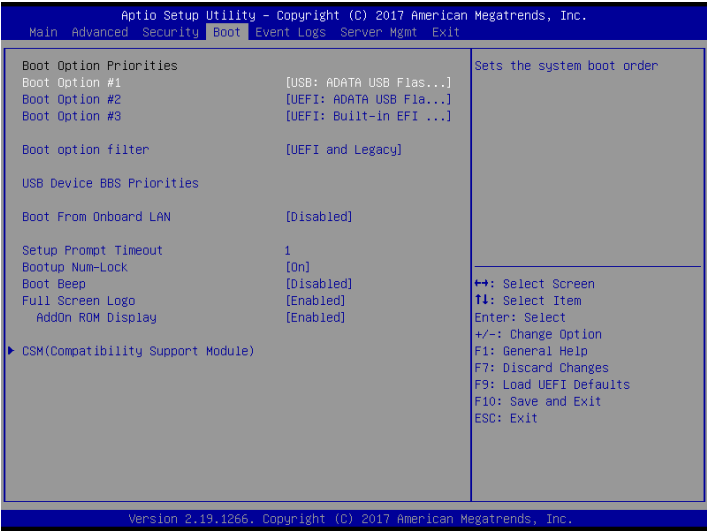 Aptio Setup Utility – Copyright (C) 2017 American Megatrends, Inc.
Main Advanced Security Boot Event Logs Server Mgmt Exit
Boot Option Priorities
Boot Option #1 [USB: ADATA USB Flas...]
Boot Option #2 [UEFI: ADATA USB Fla...]
Boot Option #3 [UEFI: Built-in EFI ...]
Boot option filter [UEFI and Legacy]
USB Device BBS Priorities
Boot From Onboard LAN [Disabled]
Setup Prompt Timeout 1
Bootup Num-Lock [On]
Boot Beep [Disabled]
Full Screen Logo [Enabled]
AddOn ROM Display [Enabled]
CSM(Compatibility Support Module)
Sets the system boot order
↔: Select Screen
↑↓: Select Item
Enter: Select
+/-: Change Option
F1: General Help
F7: Discard Changes
F9: Load UEFI Defaults
F10: Save and Exit
ESC: Exit
Version 2.19.1266. Copyright (C) 2017 American Megatrends, Inc.